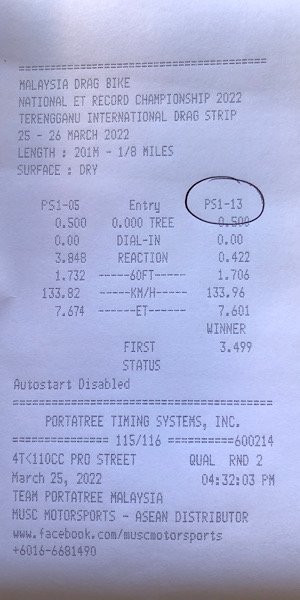 ==========================================
MALAYSIA DRAG BIKE
NATIONAL ET RECORD CHAMPIONSHIP 2022
TERENGGANU INTERNATIONAL DRAG STRIP
25 - 26 MARCH 2022
LENGTH : 201M - 1/8 MILES
SURFACE : DRY
PS1-05 Entry PS1-13
0.500 0.000 TREE 0.500
0.00 DIAL-IN 0.00
3.848 REACTION 0.422
1.732 ------60FT------ 1.706
133.82 ------KM/H------ 133.96
7.674 -------ET------- 7.601
WINNER
FIRST 3.499
STATUS
Autostart Disabled
==========================================
PORTATREE TIMING SYSTEMS, INC.
=============== 115/116 ==========600214
4TK110CC PRO STREET QUAL RND 2
March 25, 2022 04:32:03 PM
TEAM PORTATREE MALAYSIA
MUSC MOTORSPORTS - ASEAN DISTRIBUTOR
www.facebook.com/muscmotorsports
+6016-6681490